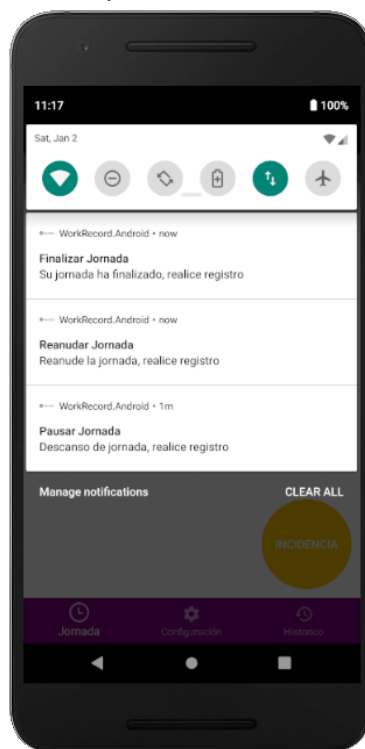 11:17
100%
Sat, Jan 2
WorkRecord.Android • now
Finalizar Jornada
Su jornada ha finalizado, realice registro
WorkRecord.Android • now
Reanudar Jornada
Reanude la jornada, realice registro
WorkRecord.Android • 1m
Pausar Jornada
Descanso de jornada, realice registro
Manage notifications
CLEAR ALL
INCIDENCIA
Jornada
Configuración
Historico